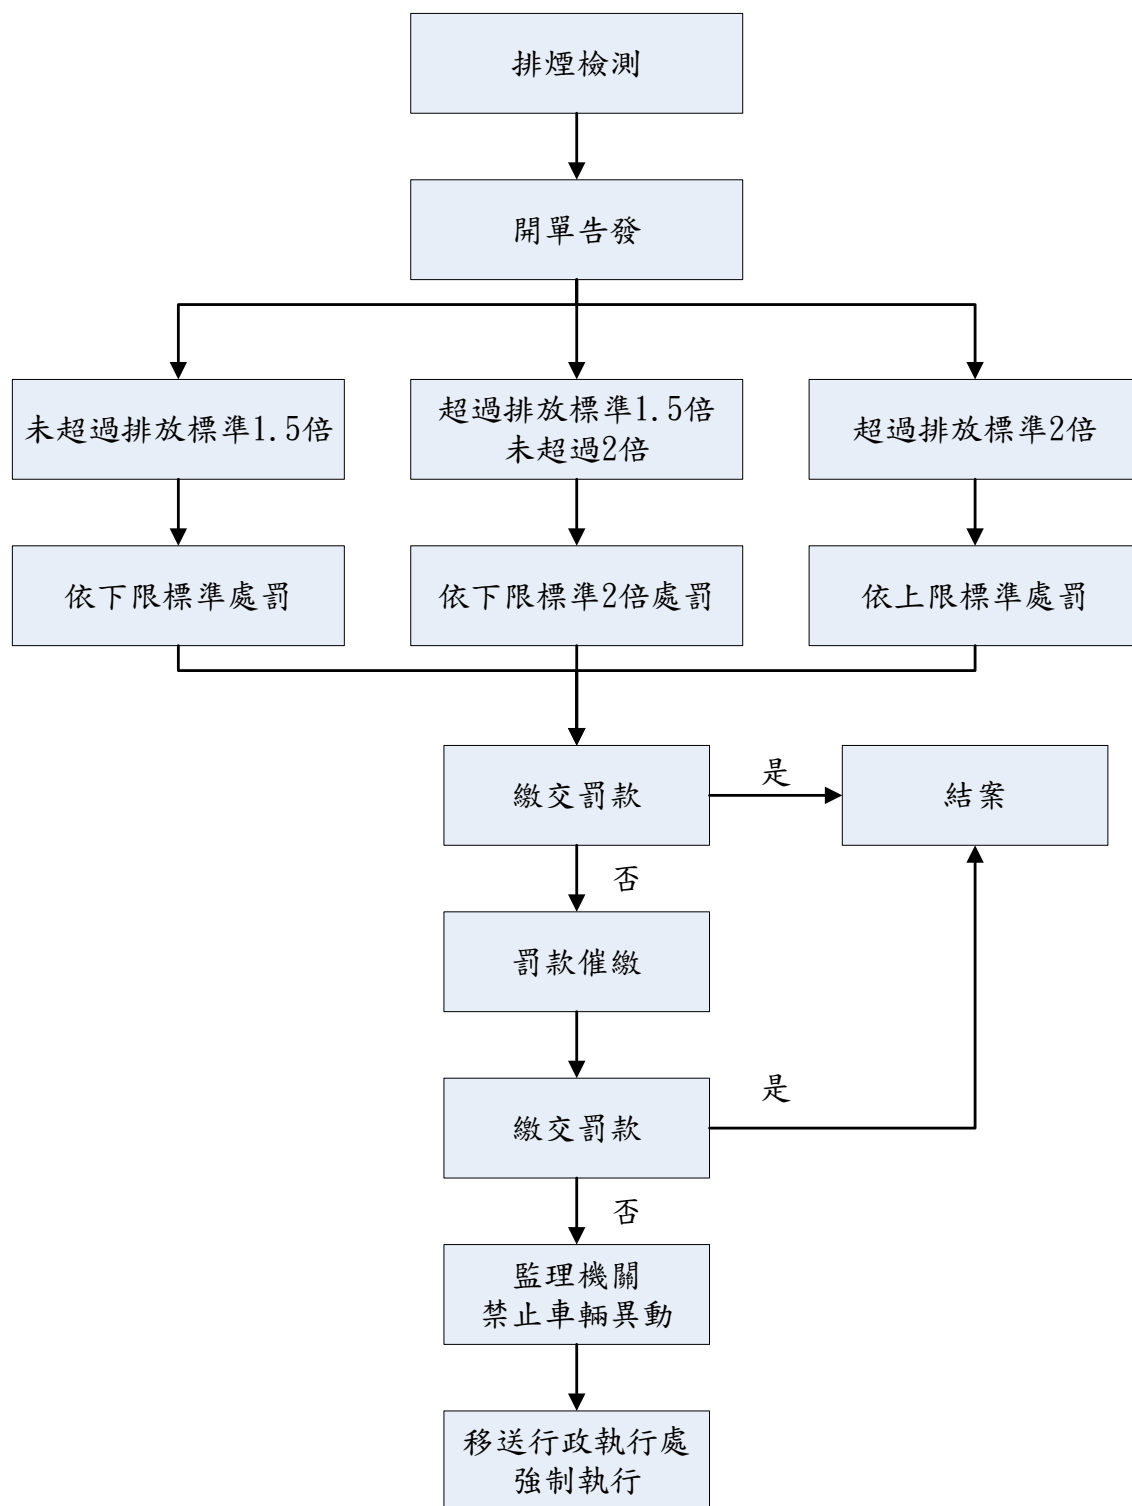 排煙檢測
開單告發
未超過排放標準1.5倍
超過排放標準1.5倍
未超過2倍
超過排放標準2倍
依下限標準處罰
依下限標準2倍處罰
依上限標準處罰
繳交罰款
是
結案
否
罰款催繳
繳交罰款
是
否
監理機關
禁止車輛異動
移送行政執行處
強制執行